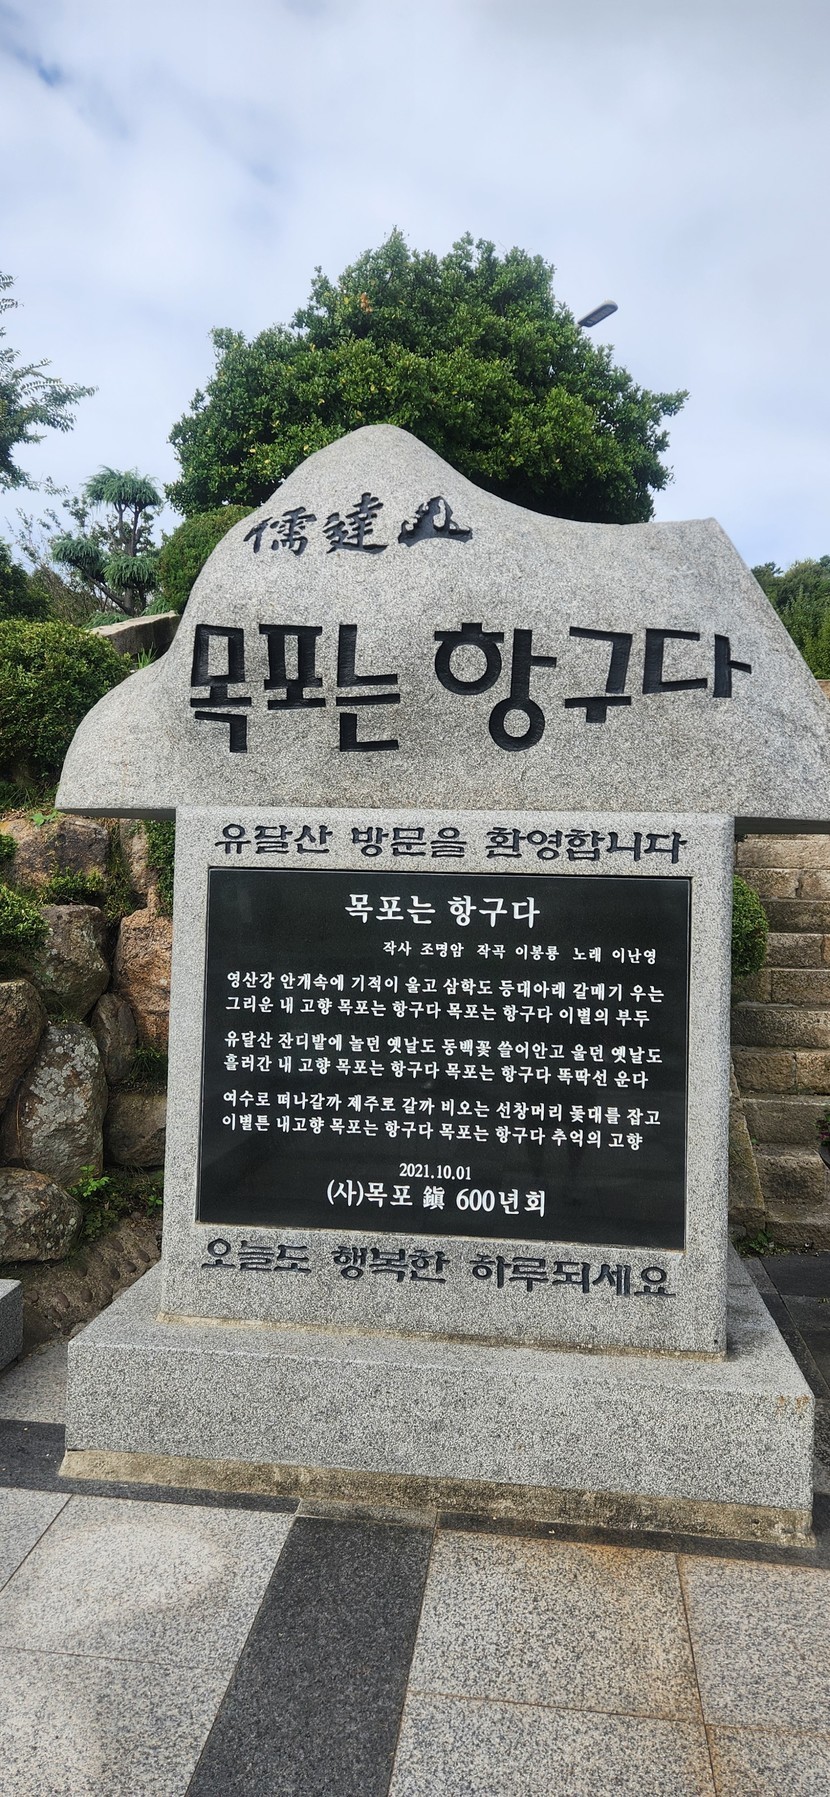 儒達山
목포는 항구다
유달산 방문을 환영합니다
목포는 항구다
작사 조명암 작곡 이봉룡 노래 이난영
영산강 안개속에 기적이 울고 삼학도 등대아래 갈매기 우는
그리운 내 고향 목포는 항구다 목포는 항구다 이별의 부두
유달산 잔디밭에 놀던 옛날도 동백꽃 쓸어안고 울던 옛날도
흘러간 내 고향 목포는 항구다 목포는 항구다 똑딱선 운다
여수로 떠나갈까 제주로 갈까 비오는 선창머리 돛대를 잡고
이별튼 내고향 목포는 항구다 목포는 항구다 추억의 고향
2021.10.01
(사)목포 鎭 600년회
오늘도 행복한 하루되세요